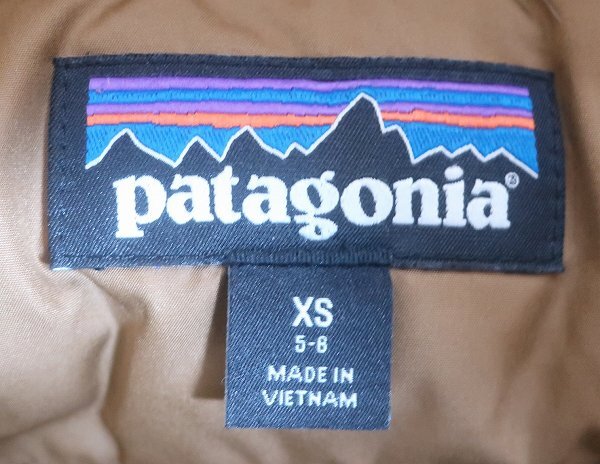 patagonia®
XS
5-6
MADE IN
VIETNAM